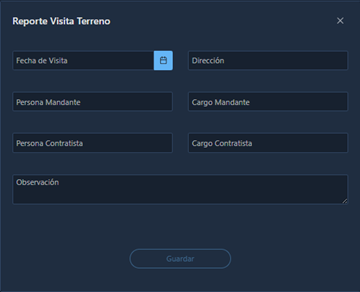 Reporte Visita Terreno
Fecha de Visita
Dirección
Persona Mandante
Cargo Mandante
Persona Contratista
Cargo Contratista
Observación
Guardar